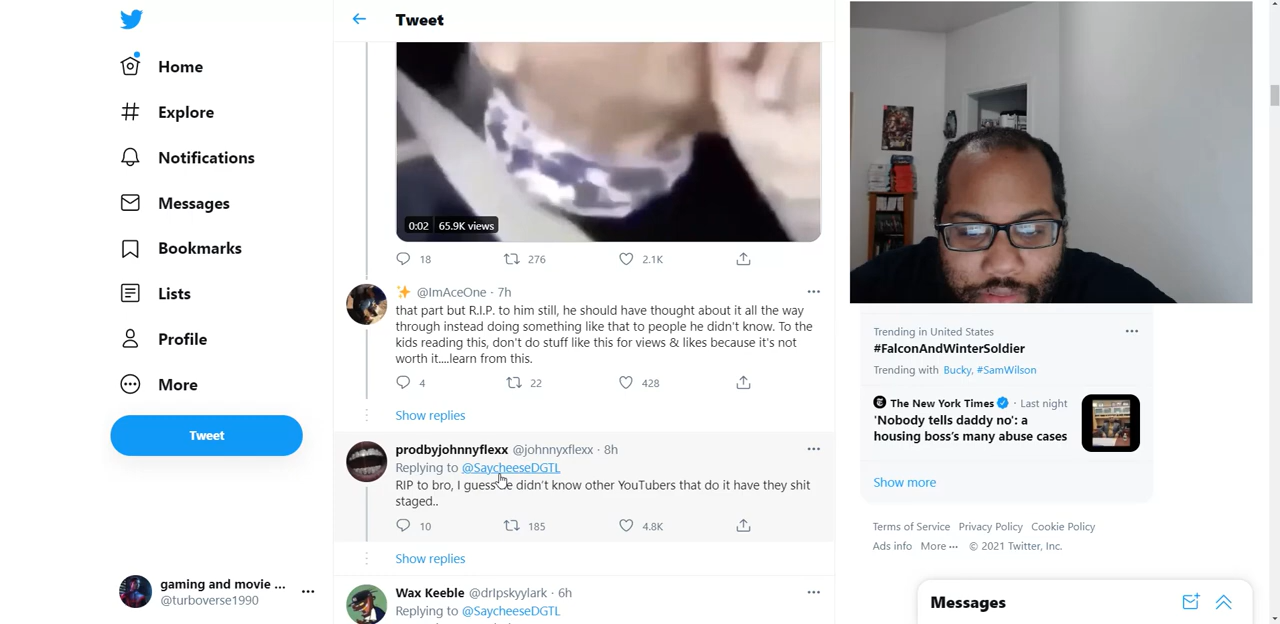 Tweet
Home
Explore
Notifications
Messages
Bookmarks
Lists
Profile
More
Tweet
gaming and movie ...
@turboverse1990
0:02 65.9K views
18 276 2.1K
@ImAceOne · 7h
that part but R.I.P. to him still, he should have thought about it all the way
through instead doing something like that to people he didn't know. To the
kids reading this, don't do stuff like this for views & likes because it's not
worth it....learn from this.
4 22 428
Show replies
prodbyjohnnyflexx @johnnyxflexx · 8h
Replying to @SaycheeseDGTL
RIP to bro, I guess he didn't know other YouTubers that do it have they shit
staged..
10 185 4.8K
Show replies
Wax Keeble @drIpskyylark · 6h
Replying to @SaycheeseDGTL
Trending in United States
#FalconAndWinterSoldier
Trending with Bucky, #SamWilson
The New York Times · Last night
'Nobody tells daddy no': a
housing boss's many abuse cases
Show more
Terms of Service Privacy Policy Cookie Policy
Ads info More ··· © 2021 Twitter, Inc.
Messages